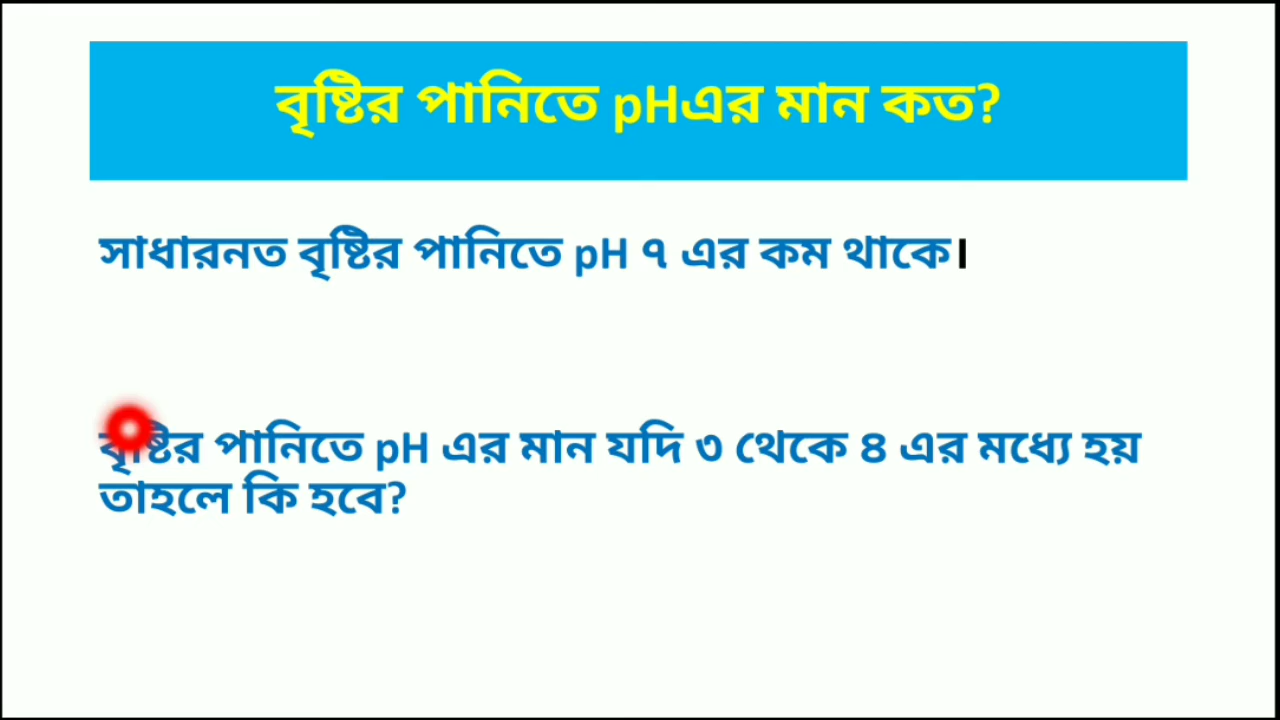 বৃষ্টির পানিতে pHএর মান কত?
সাধারনত বৃষ্টির পানিতে pH ৭ এর কম থাকে।
বৃষ্টির পানিতে pH এর মান যদি ৩ থেকে ৪ এর মধ্যে হয়
তাহলে কি হবে?